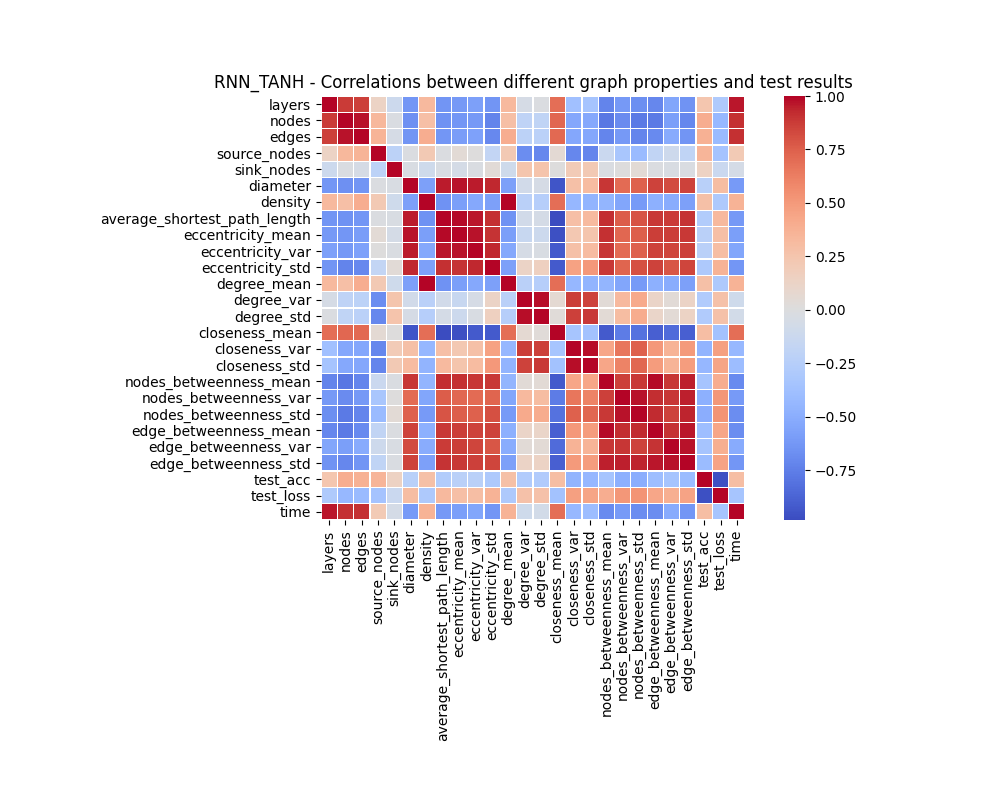 RNN_TANH - Correlations between different graph properties and test results
layers
nodes
edges
source_nodes
sink_nodes
diameter
density
average_shortest_path_length
eccentricity_mean
eccentricity_var
eccentricity_std
degree_mean
degree_var
degree_std
closeness_mean
closeness_var
closeness_std
nodes_betweenness_mean
nodes_betweenness_var
nodes_betweenness_std
edge_betweenness_mean
edge_betweenness_var
edge_betweenness_std
test_acc
test_loss
time
layers
nodes
edges
source_nodes
sink_nodes
diameter
density
average_shortest_path_length
eccentricity_mean
eccentricity_var
eccentricity_std
degree_mean
degree_var
degree_std
closeness_mean
closeness_var
closeness_std
nodes_betweenness_mean
nodes_betweenness_var
nodes_betweenness_std
edge_betweenness_mean
edge_betweenness_var
edge_betweenness_std
test_acc
test_loss
time
1.00
0.75
0.50
0.25
0.00
−0.25
−0.50
−0.75